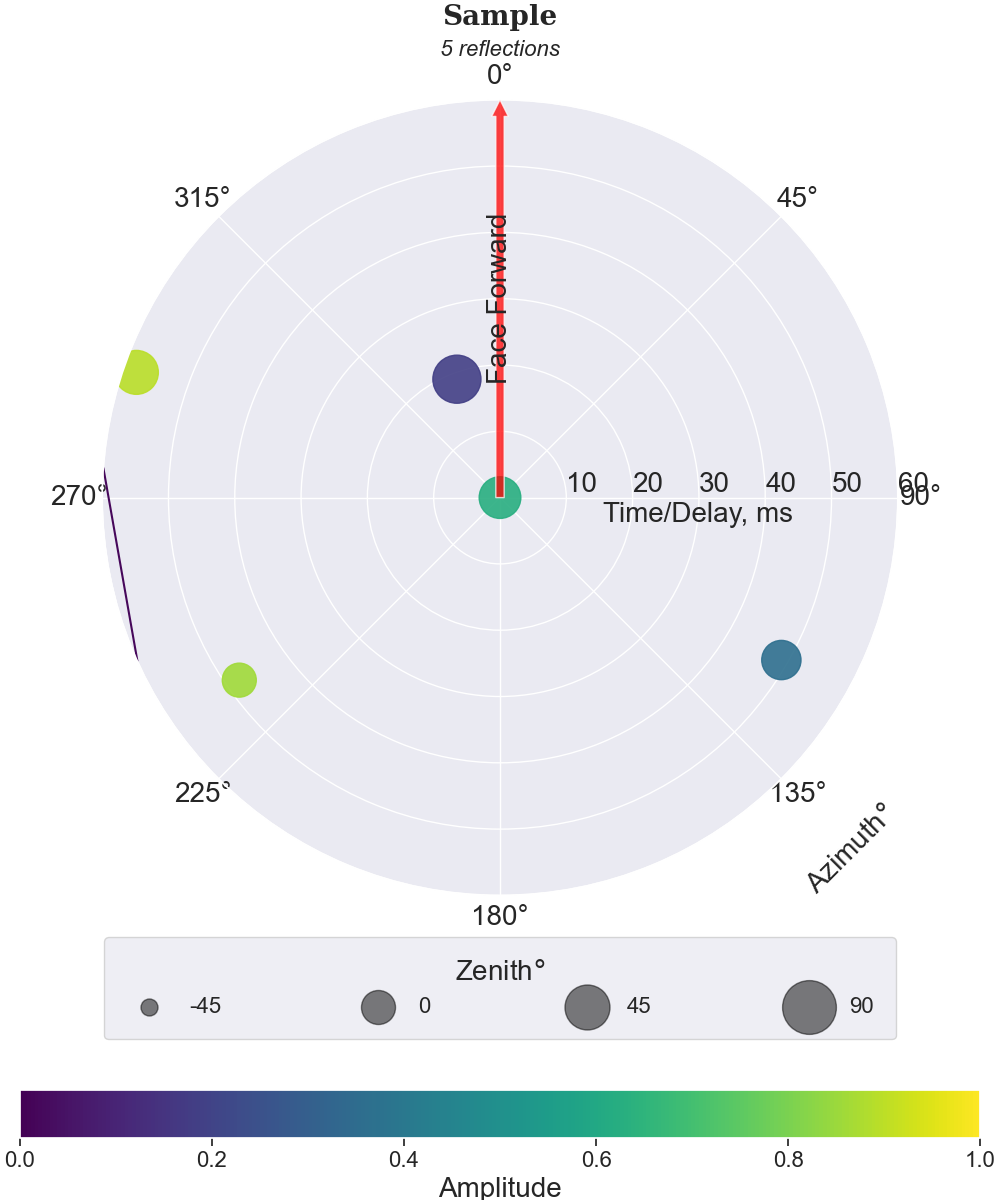 Sample
5 reflections
0°
315°
45°
Face Forward
10 20 30 40 50 60
270°
90°
Time/Delay, ms
225°
135°
Azimuth°
180°
Zenith°
-45 0 45 90
0.0 0.2 0.4 0.6 0.8 1.0
Amplitude